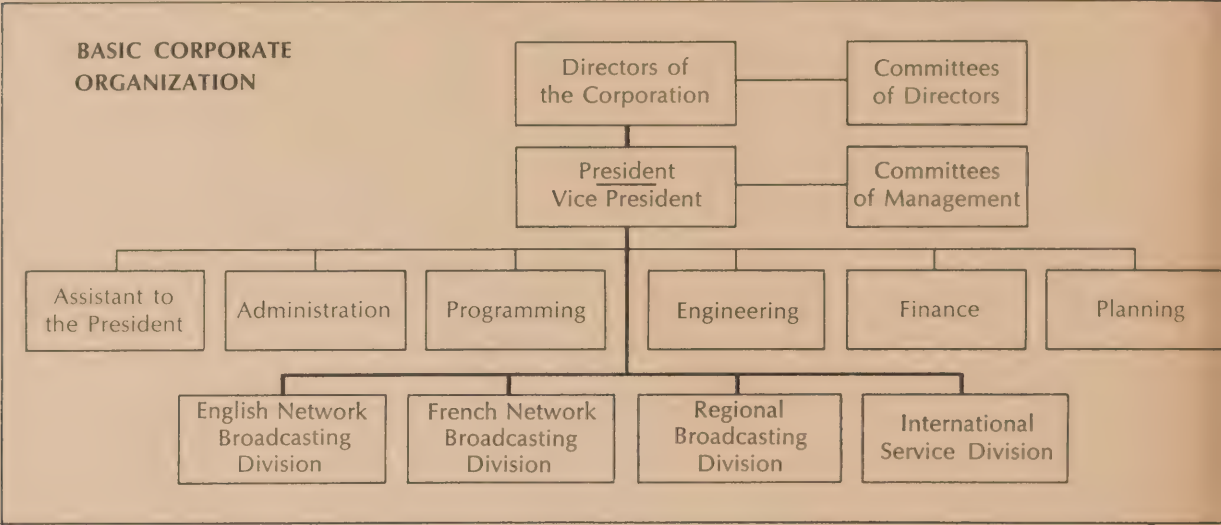 BASIC CORPORATE
ORGANIZATION
Directors of
the Corporation
Committees
of Directors
President
Vice President
Committees
of Management
Assistant to
the President
Administration
Programming
Engineering
Finance
Planning
English Network
Broadcasting
Division
French Network
Broadcasting
Division
Regional
Broadcasting
Division
International
Service Division